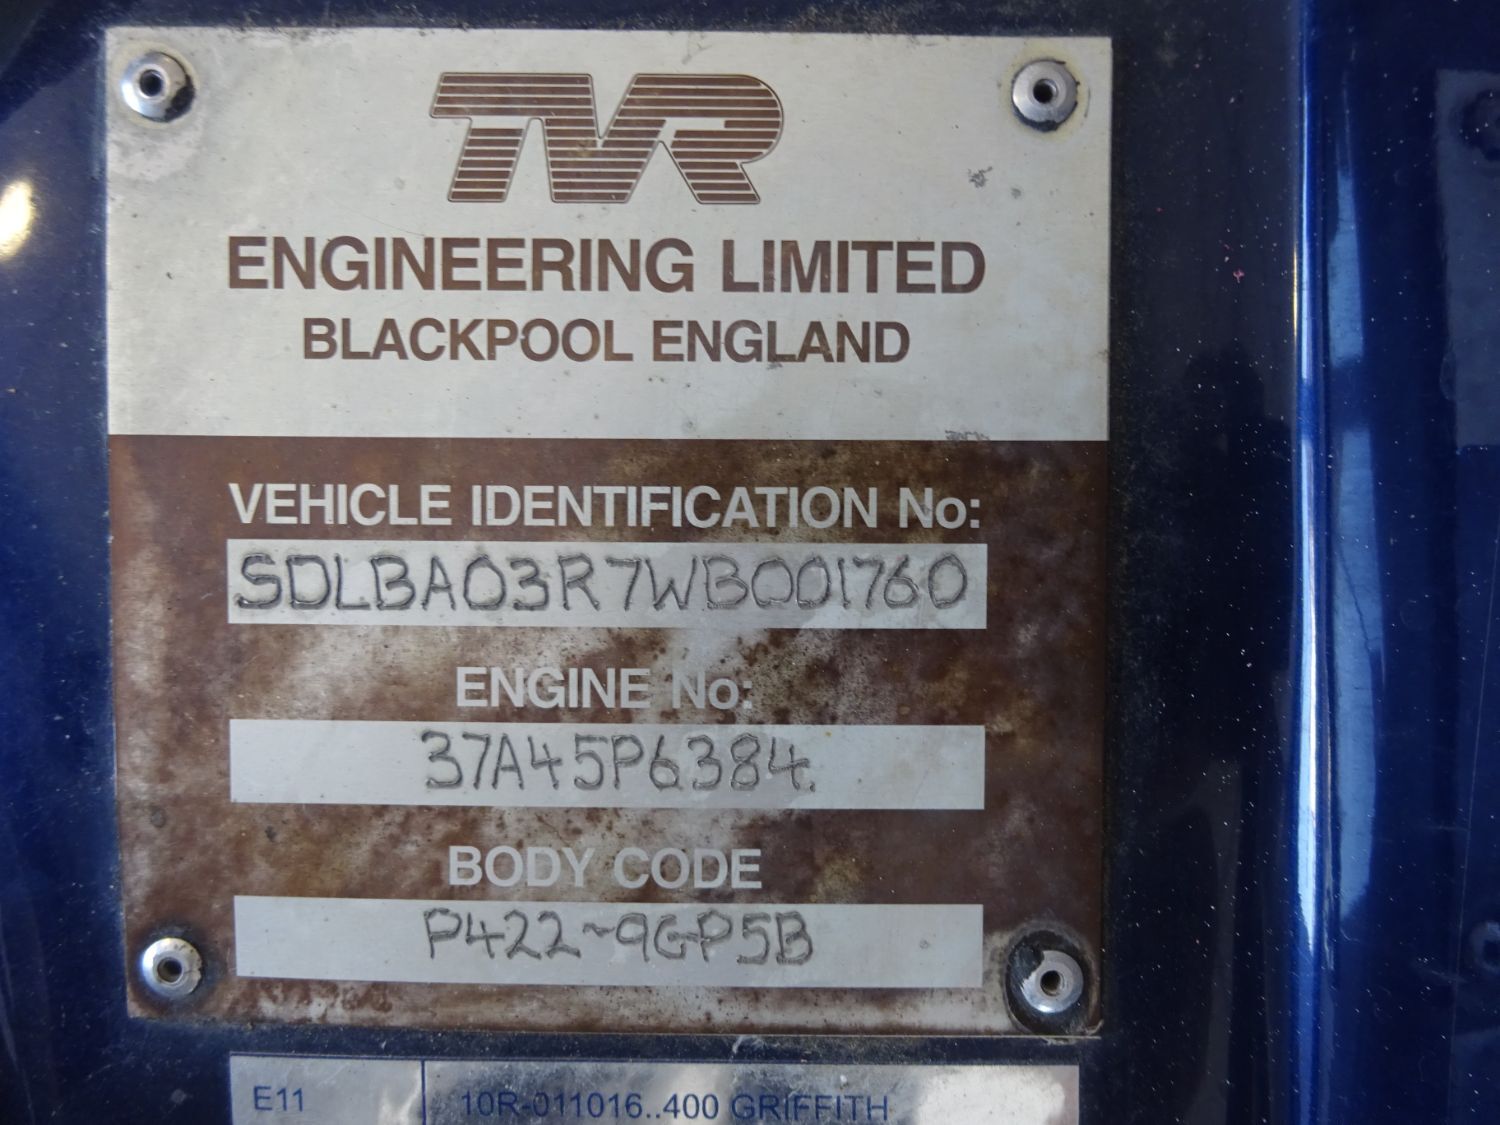 TVR
ENGINEERING LIMITED
BLACKPOOL ENGLAND
VEHICLE IDENTIFICATION No:
SDLBA03R7WB001760
ENGINE No:
37A45P6384.
BODY CODE
P422~9GP5B
E11 10R-011016..400 GRIFFITH